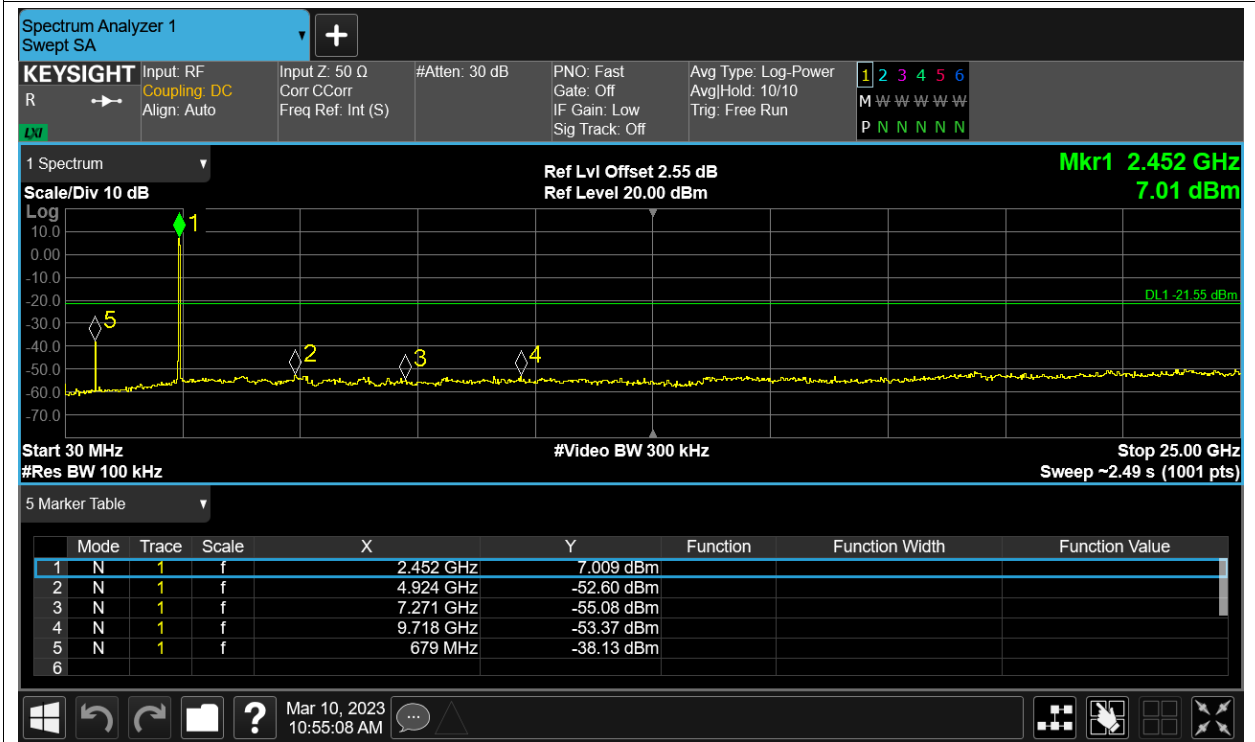 Spectrum Analyzer 1
Swept SA
KEYSIGHT Input: RF Input Z: 50 Ω #Atten: 30 dB PNO: Fast Avg Type: Log-Power 1 2 3 4 5 6
R Coupling: DC Corr CCorr Gate: Off Avg|Hold: 10/10 M W W W W W
Align: Auto Freq Ref: Int (S) IF Gain: Low Trig: Free Run
LXI Sig Track: Off P N N N N N
1 Spectrum Ref Lvl Offset 2.55 dB Mkr1 2.452 GHz
Scale/Div 10 dB Ref Level 20.00 dBm 7.01 dBm
Log
1
10.0
0.00
-10.0
-20.0 DL1 -21.55 dBm
-30.0 5
-40.0 2 3 4
-50.0
-60.0
-70.0
Start 30 MHz #Video BW 300 kHz Stop 25.00 GHz
#Res BW 100 kHz Sweep ~2.49 s (1001 pts)
5 Marker Table
Mode Trace Scale X Y Function Function Width Function Value
1 N 1 f 2.452 GHz 7.009 dBm
2 N 1 f 4.924 GHz -52.60 dBm
3 N 1 f 7.271 GHz -55.08 dBm
4 N 1 f 9.718 GHz -53.37 dBm
5 N 1 f 679 MHz -38.13 dBm
6
? Mar 10, 2023
10:55:08 AM